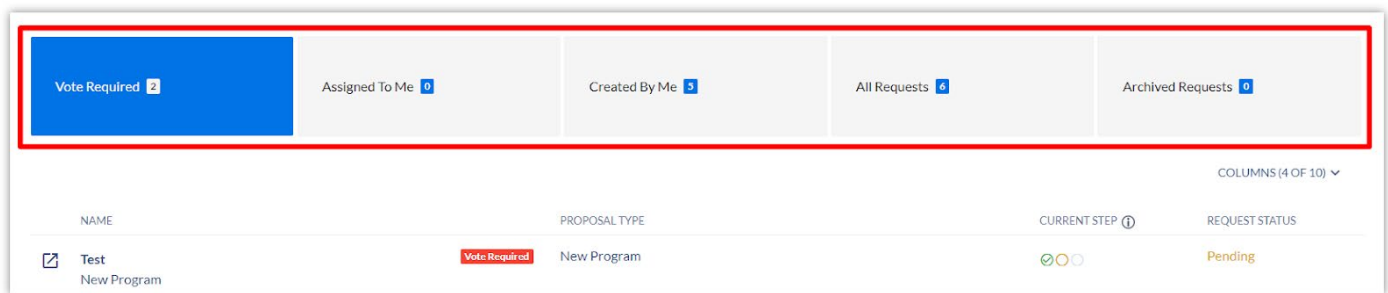 Vote Required 2
Assigned To Me 0
Created By Me 5
All Requests 6
Archived Requests 0
COLUMNS (4 OF 10)
NAME PROPOSAL TYPE CURRENT STEP REQUEST STATUS
Test Vote Required New Program Pending
New Program